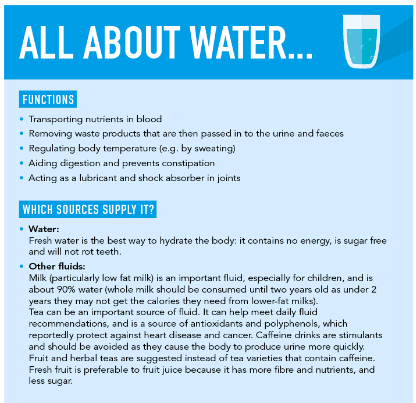 ALL ABOUT WATER...
FUNCTIONS
• Transporting nutrients in blood
• Removing waste products that are then passed in to the urine and faeces
• Regulating body temperature (e.g. by sweating)
• Aiding digestion and prevents constipation
• Acting as a lubricant and shock absorber in joints
WHICH SOURCES SUPPLY IT?
• Water:
Fresh water is the best way to hydrate the body: it contains no energy, is sugar free
and will not rot teeth.
• Other fluids:
Milk (particularly low fat milk) is an important fluid, especially for children, and is
about 90% water (whole milk should be consumed until two years old as under 2
years they may not get the calories they need from lower-fat milks).
Tea can be an important source of fluid. It can help meet daily fluid
recommendations, and is a source of antioxidants and polyphenols, which
reportedly protect against heart disease and cancer. Caffeine drinks are stimulants
and should be avoided as they cause the body to produce urine more quickly.
Fruit and herbal teas are suggested instead of tea varieties that contain caffeine.
Fresh fruit is preferable to fruit juice because it has more fibre and nutrients, and
less sugar.